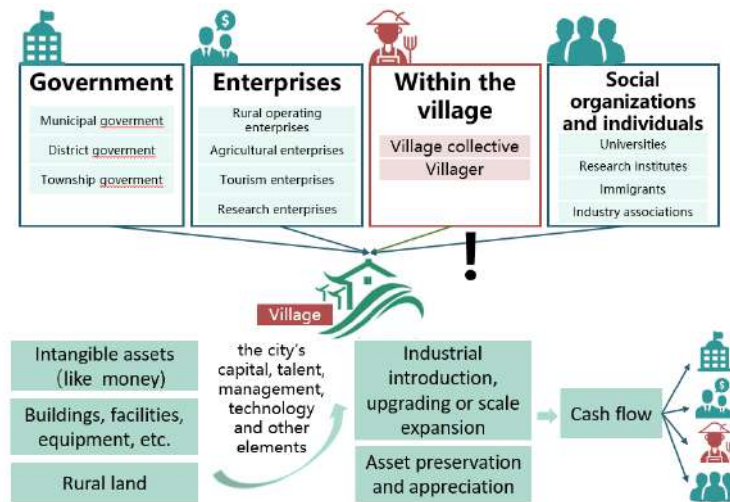 $
Government
Municipal goverment
District goverment
Township goverment
Enterprises
Rural operating
enterprises
Agricultural enterprises
Tourism enterprises
Research enterprises
Within the
village
Village collective
Villager
Social
organizations
and individuals
Universities
Research institutes
Immigrants
Industry associations
!
Village
Intangible assets
(like money)
Buildings, facilities,
equipment, etc.
Rural land
the city's
capital, talent,
management,
technology
and other
elements
Industrial
introduction,
upgrading or scale
expansion
Asset preservation
and appreciation
Cash flow
$